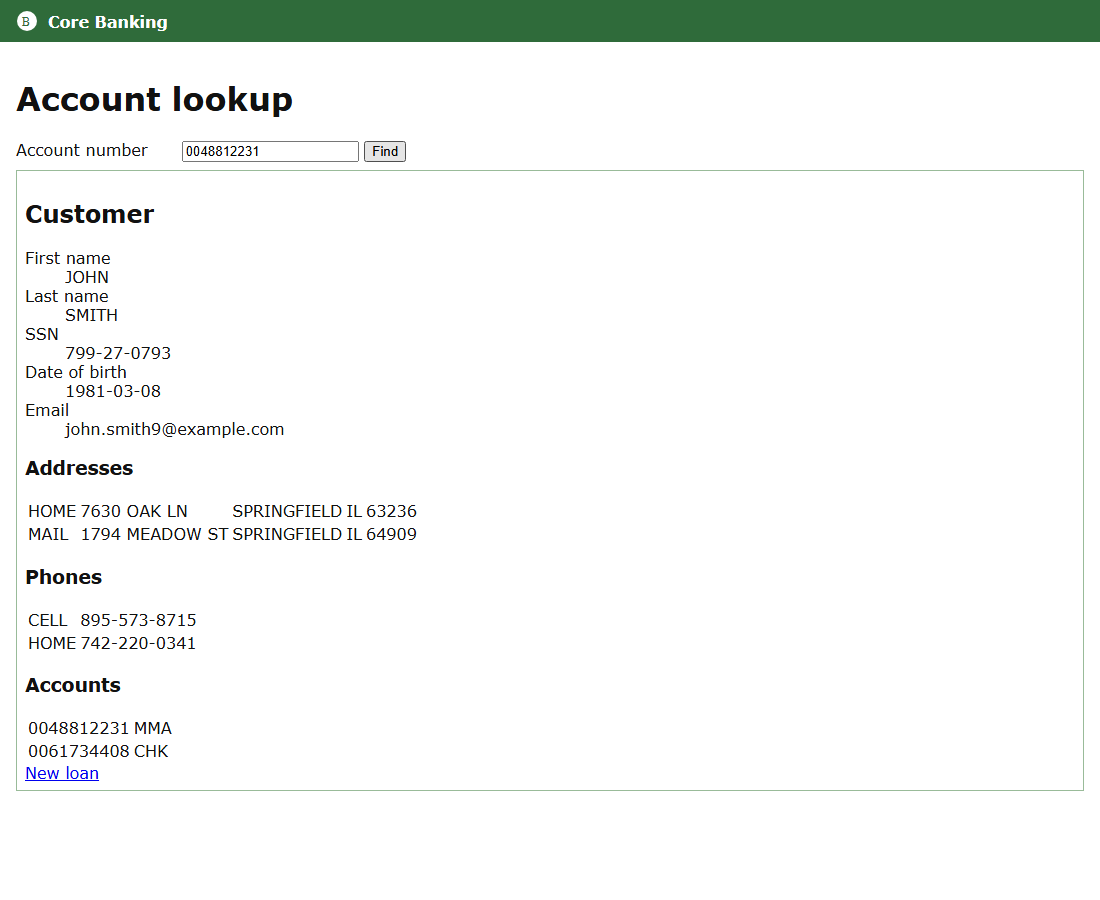 B Core Banking
Account lookup
Account number 0048812231 Find
Customer
First name
JOHN
Last name
SMITH
SSN
799-27-0793
Date of birth
1981-03-08
Email
john.smith9@example.com
Addresses
HOME 7630 OAK LN SPRINGFIELD IL 63236
MAIL 1794 MEADOW ST SPRINGFIELD IL 64909
Phones
CELL 895-573-8715
HOME 742-220-0341
Accounts
0048812231 MMA
0061734408 CHK
New loan